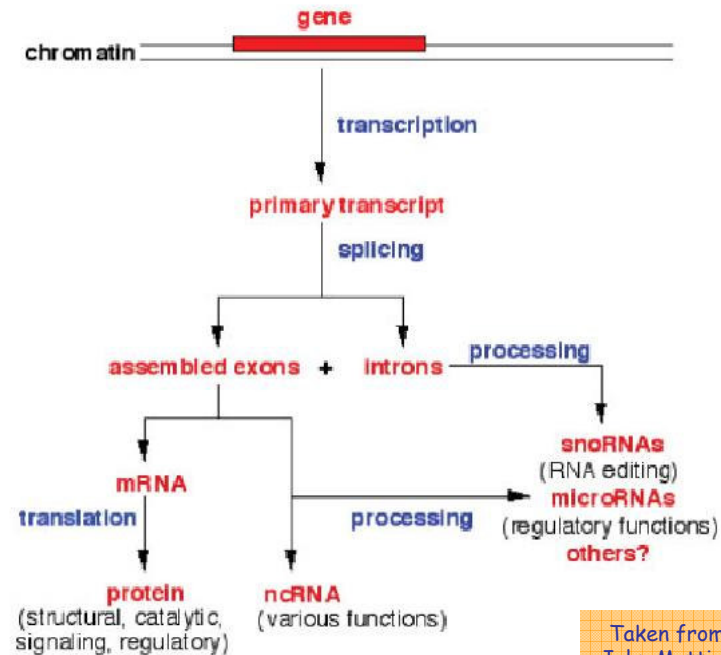 gene
chromatin
transcription
primary transcript
splicing
assembled exons + introns
processing
snoRNAs
(RNA editing)
microRNAs
(regulatory functions)
others?
mRNA
translation
processing
protein
(structural, catalytic,
signaling, regulatory)
ncRNA
(various functions)
Taken from